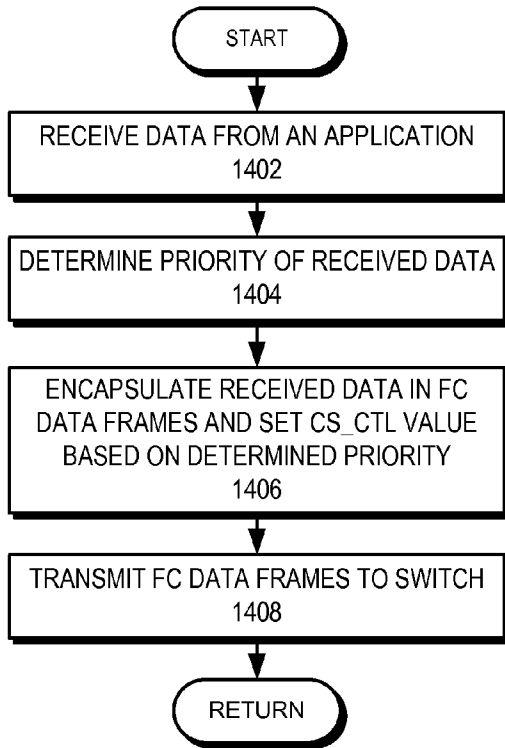 START
RECEIVE DATA FROM AN APPLICATION
1402
DETERMINE PRIORITY OF RECEIVED DATA
1404
ENCAPSULATE RECEIVED DATA IN FC
DATA FRAMES AND SET CS_CTL VALUE
BASED ON DETERMINED PRIORITY
1406
TRANSMIT FC DATA FRAMES TO SWITCH
1408
RETURN